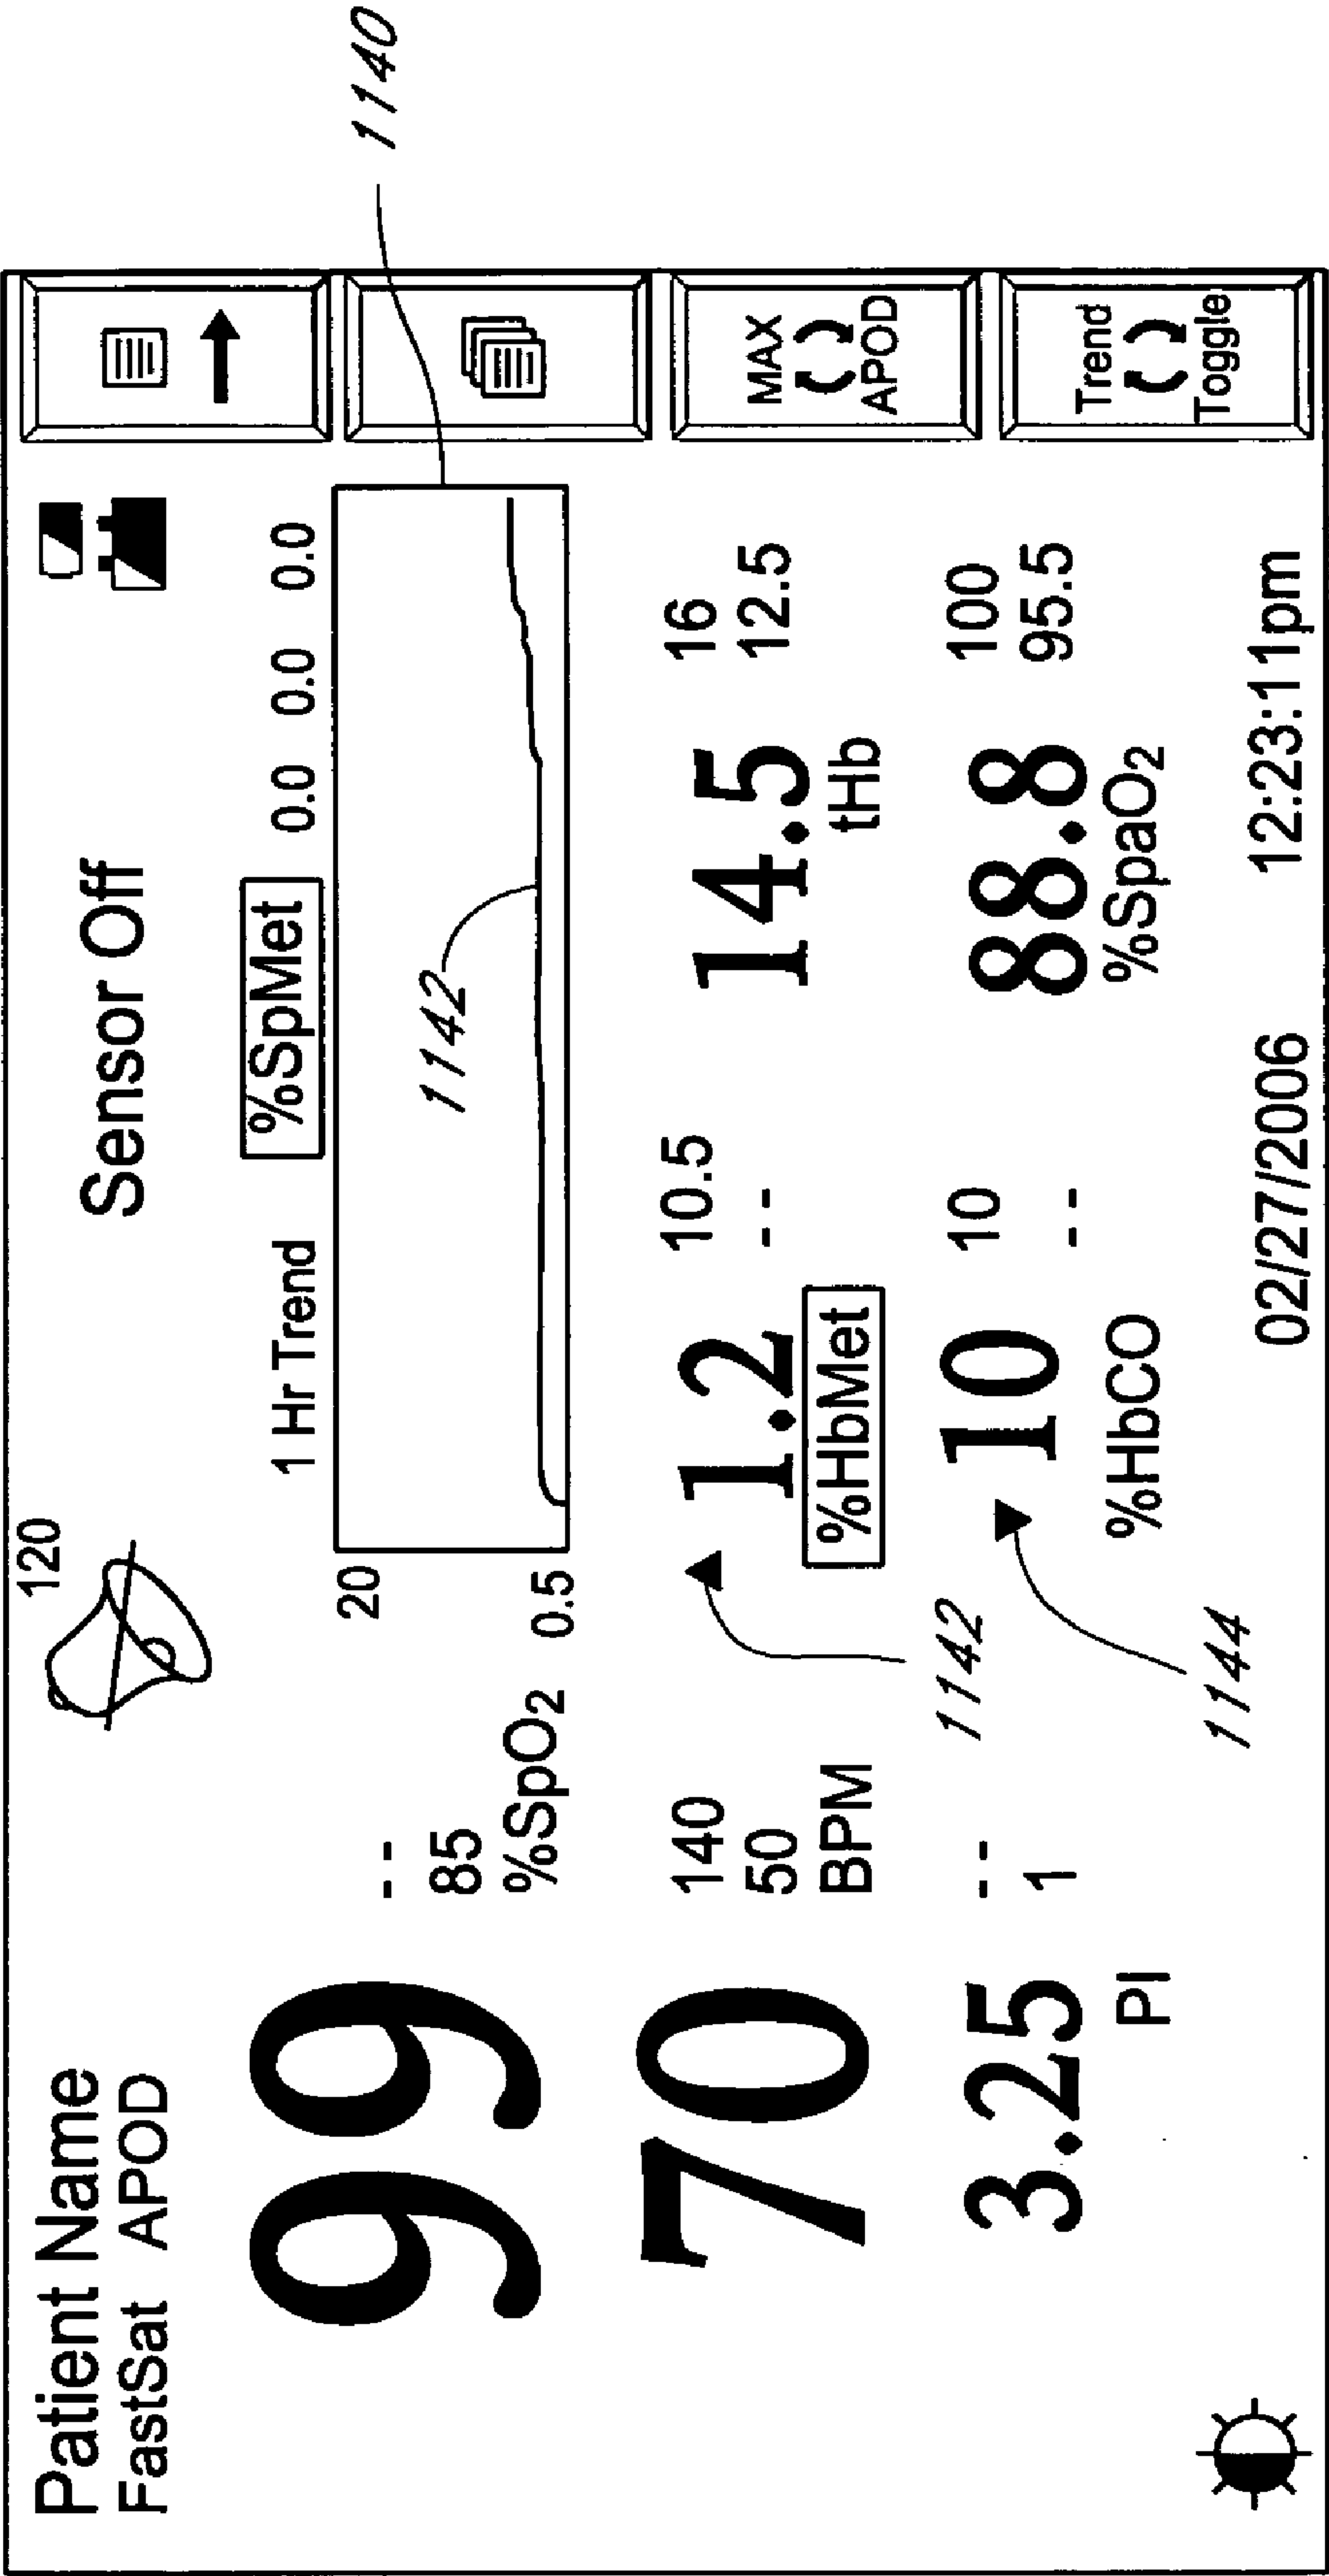 Patient Name
FastSat APOD
120
Sensor Off
99
- -
85
%SpO2
1 Hr Trend
%SpMet
0.0 0.0 0.0
20
0.5
1142
1140
70
140
50
BPM
1.2
10.5
- -
%HbMet
14.5
16
12.5
tHb
1142
3.25
- -
1
PI
10
10
- -
%HbCO
88.8
100
95.5
%SpaO2
1144
02/27/2006
12:23:11pm
MAX
APOD
Trend
Toggle